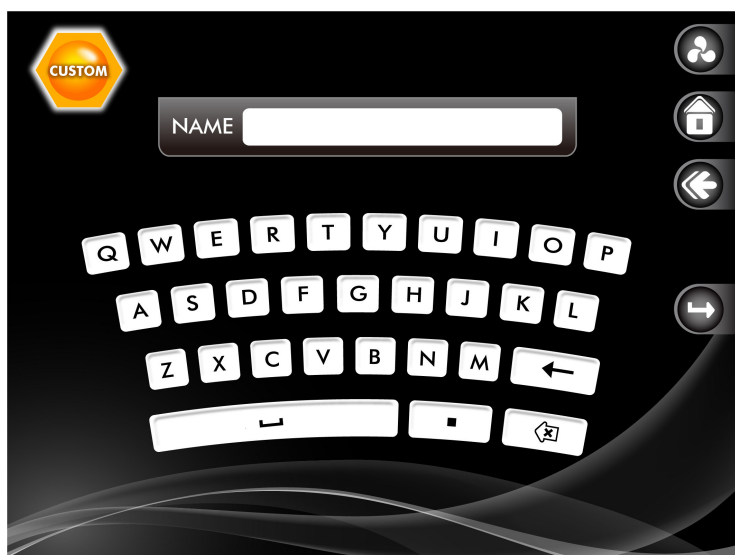 CUSTOM
NAME
Q W E R T Y U I O P
A S D F G H J K L
Z X C V B N M